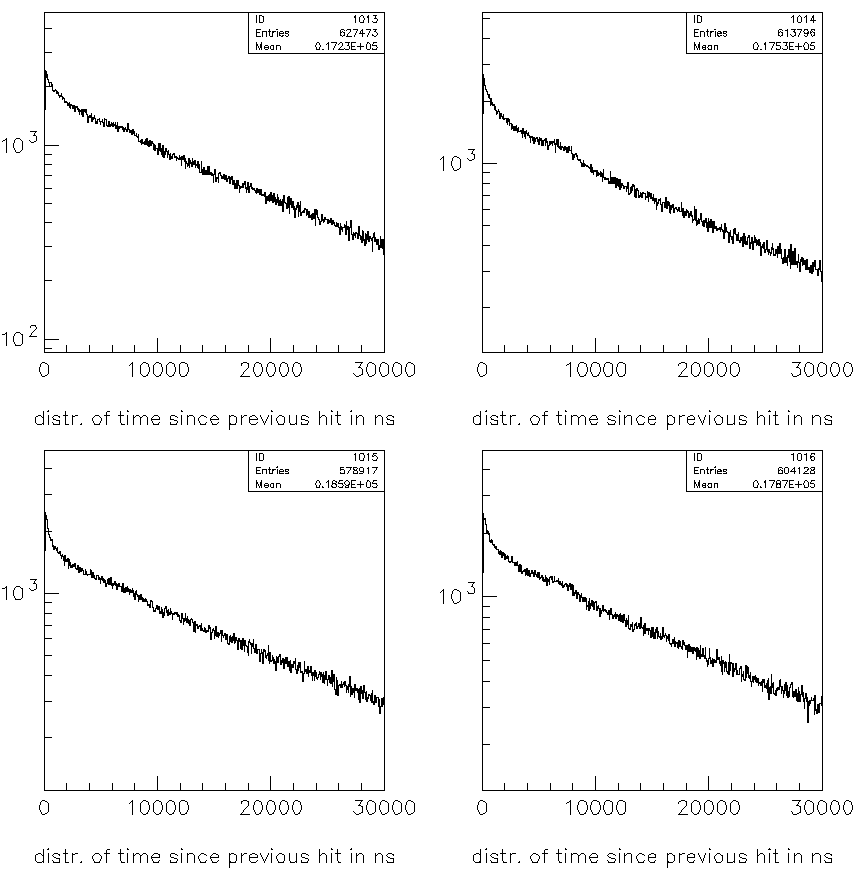 ID 1013
Entries 627473
Mean 0.1723E+05
10^3
10^2
0 10000 20000 30000
distr. of time since previous hit in ns
ID 1014
Entries 613796
Mean 0.1753E+05
10^3
0 10000 20000 30000
distr. of time since previous hit in ns
ID 1015
Entries 578917
Mean 0.1859E+05
10^3
0 10000 20000 30000
distr. of time since previous hit in ns
ID 1016
Entries 604128
Mean 0.1787E+05
10^3
0 10000 20000 30000
distr. of time since previous hit in ns